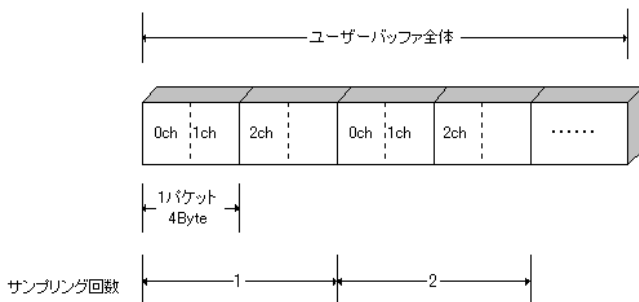 ユーザーバッファ全体
0ch 1ch 2ch 0ch 1ch 2ch ‥‥‥
1パケット
4Byte
サンプリング回数 1 2